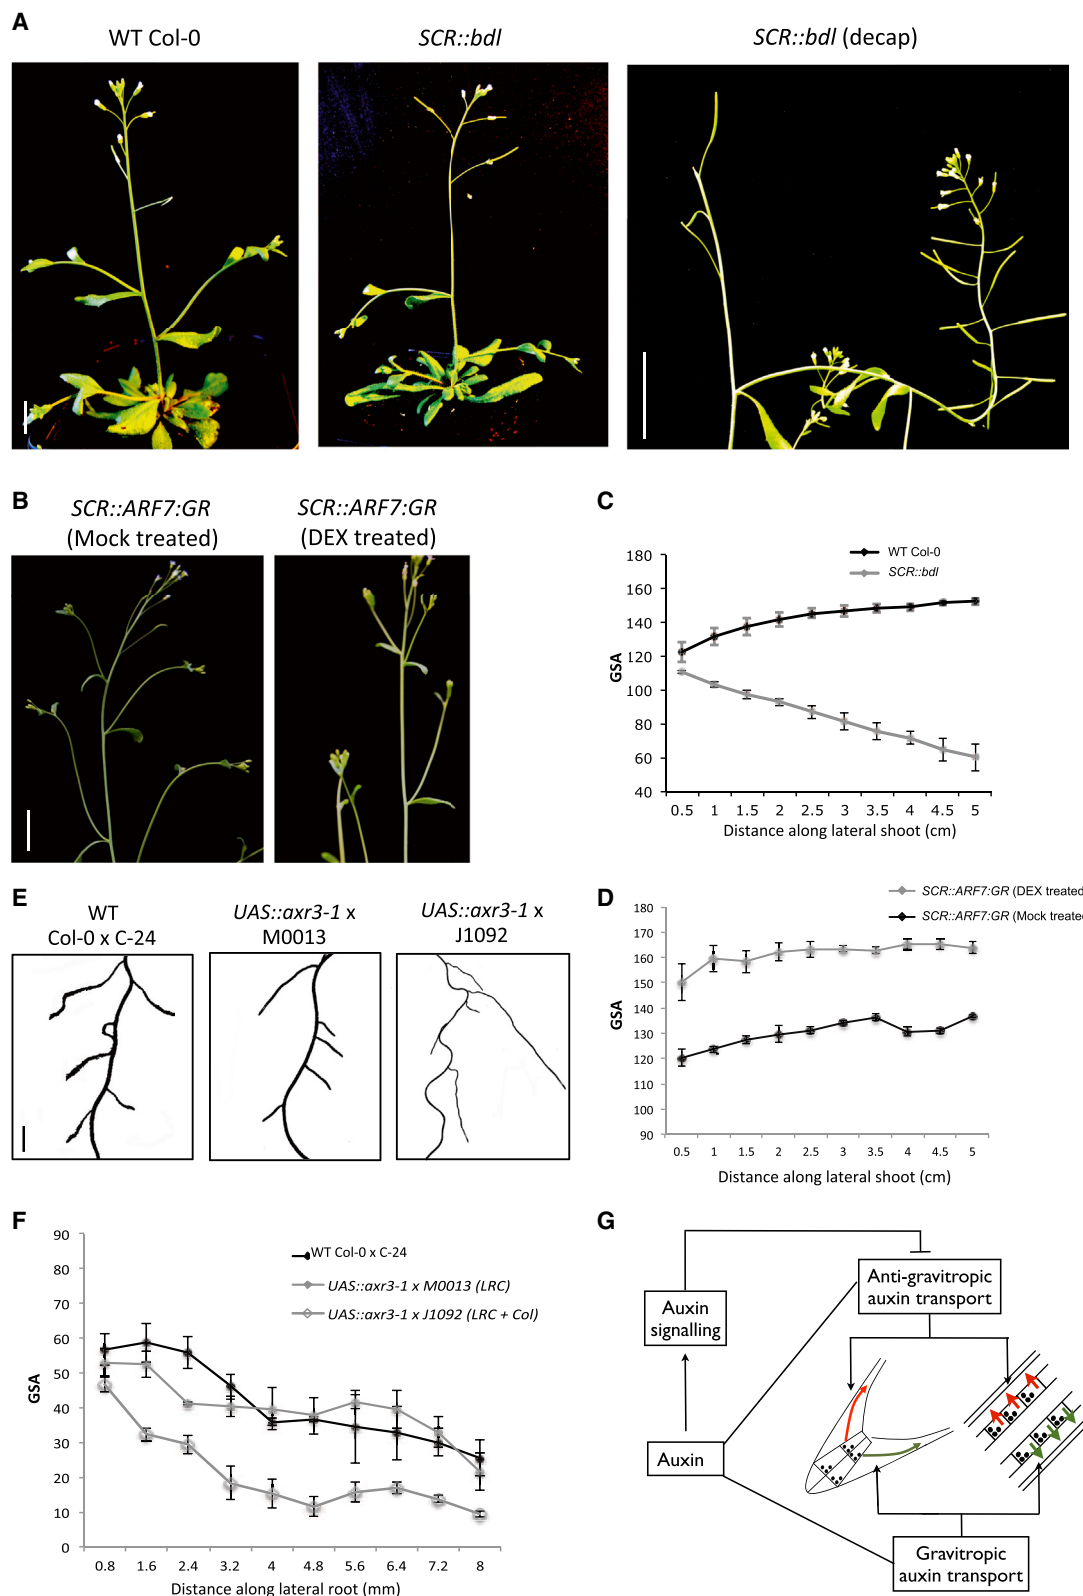 A
WT Col-0
SCR::bdl
SCR::bdl (decap)
B
SCR::ARF7:GR
(Mock treated)
SCR::ARF7:GR
(DEX treated)
C
WT Col-0
SCR::bdl
180
160
140
120
100
80
60
40
GSA
0.5 1 1.5 2 2.5 3 3.5 4 4.5 5
Distance along lateral shoot (cm)
D
SCR::ARF7:GR (DEX treated
SCR::ARF7:GR (Mock treated
180
170
160
150
140
130
120
110
100
90
GSA
0.5 1 1.5 2 2.5 3 3.5 4 4.5 5
Distance along lateral shoot (cm)
E
WT
Col-0 x C-24
UAS::axr3-1 x
M0013
UAS::axr3-1 x
J1092
F
WT Col-0 x C-24
UAS::axr3-1 x M0013 (LRC)
UAS::axr3-1 x J1092 (LRC + Col)
90
80
70
60
50
40
30
20
10
0
GSA
0.8 1.6 2.4 3.2 4 4.8 5.6 6.4 7.2 8
Distance along lateral root (mm)
G
Anti-gravitropic
auxin transport
Auxin
signalling
Auxin
Gravitropic
auxin transport